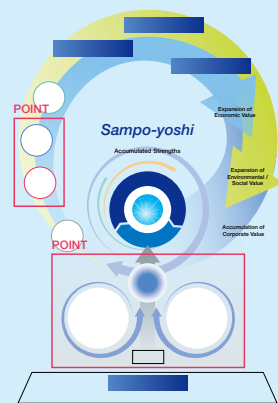 POINT
Sampo-yoshi
Accumulated Strengths
Expansion of
Economic Value
Expansion of
Environmental /
Social Value
Accumulation of
Corporate Value
POINT